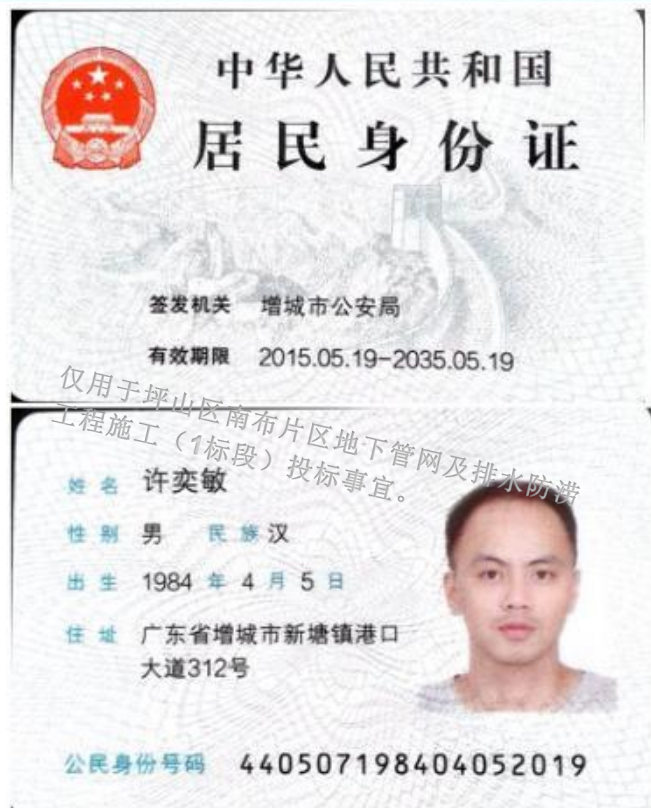 中华人民共和国
居民身份证
签发机关 增城市公安局
有效期限 2015.05.19-2035.05.19
仅用于坪山区南布片区地下管网及排水防涝
工程施工（1标段）投标事宜。
姓名 许奕敏
性别 男 民族 汉
出生 1984 年 4 月 5 日
住址 广东省增城市新塘镇港口
大道312号
公民身份号码 440507198404052019